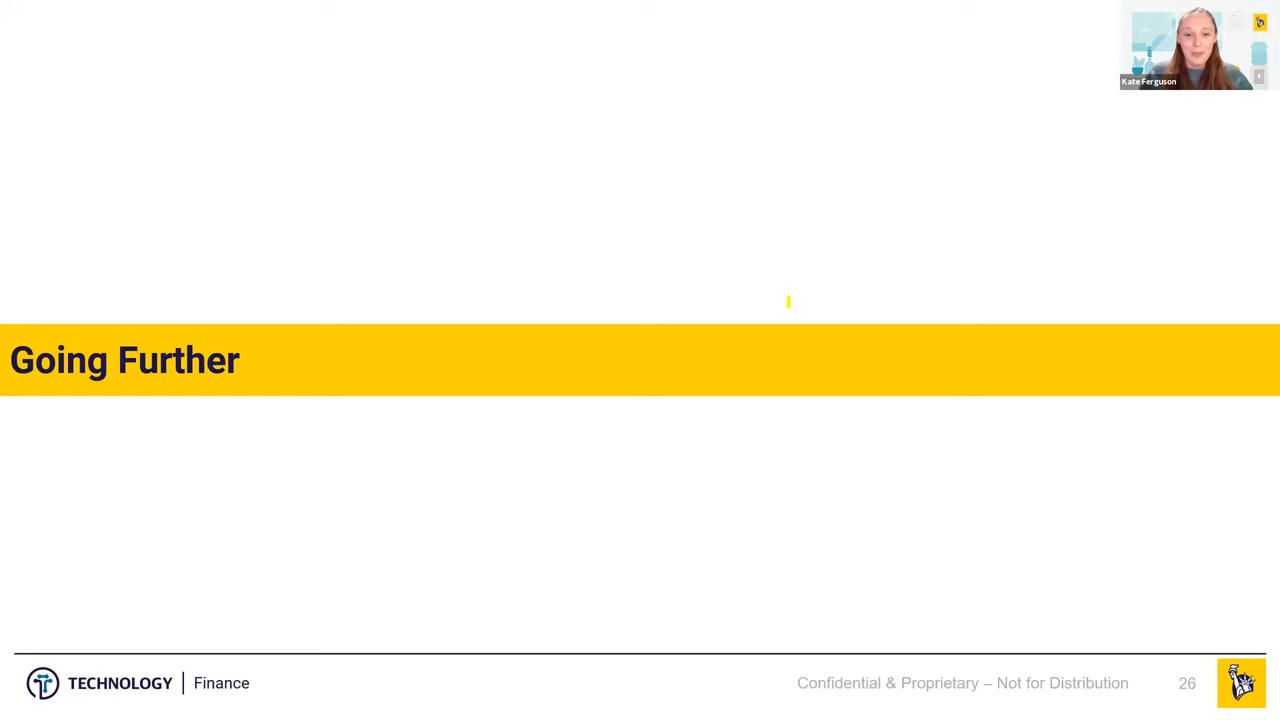 Kate Ferguson
Going Further
TECHNOLOGY | Finance
Confidential & Proprietary – Not for Distribution
26